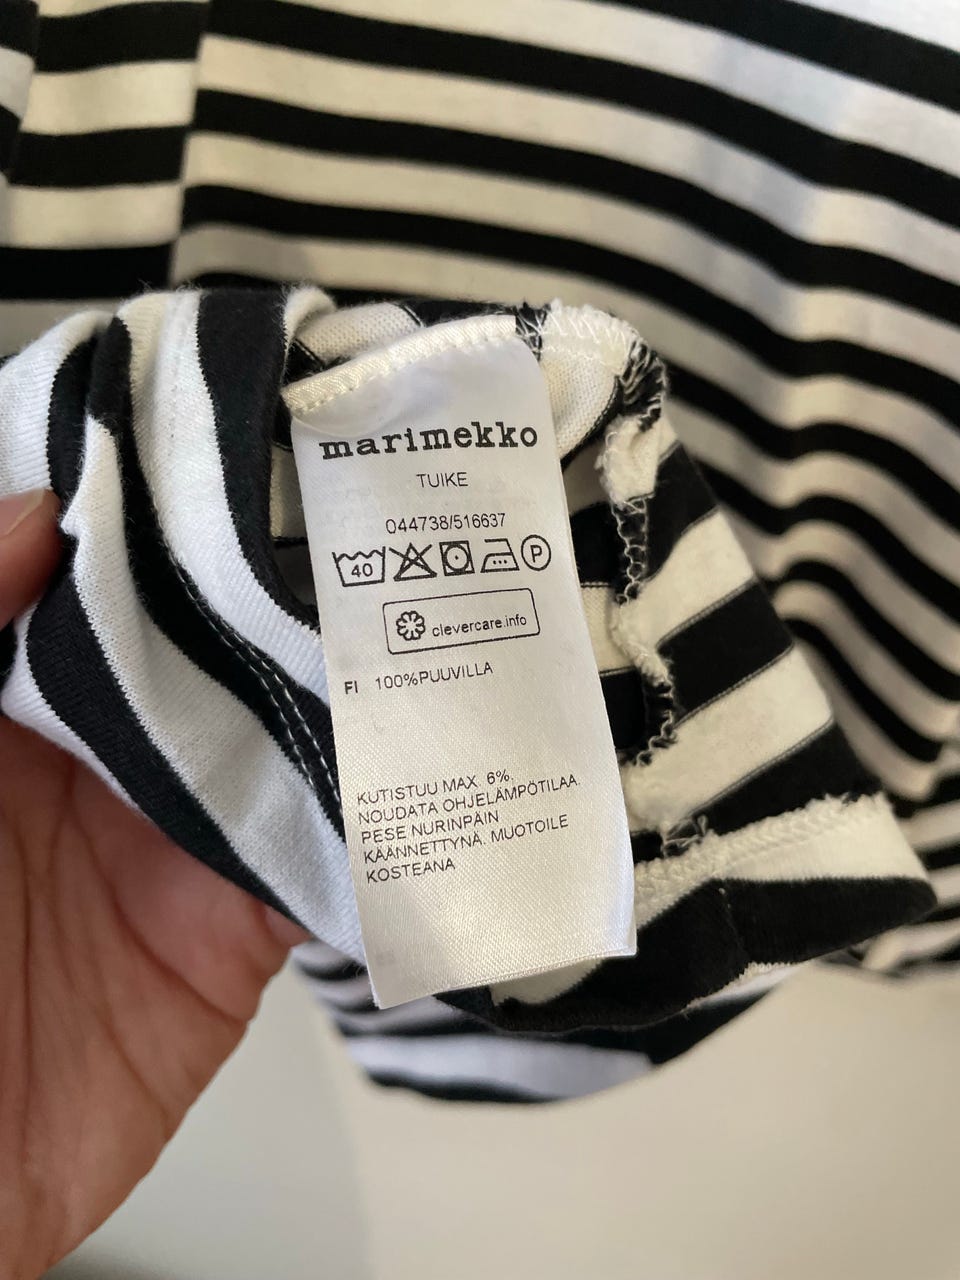 marimekko
TUIKE
044738/516637
40 P
clevercare.info
FI 100%PUUVILLA
KUTISTUU MAX. 6%.
NOUDATA OHJELÄMPÖTILAA.
PESE NURINPÄIN
KÄÄNNETTYNÄ. MUOTOILE
KOSTEANA